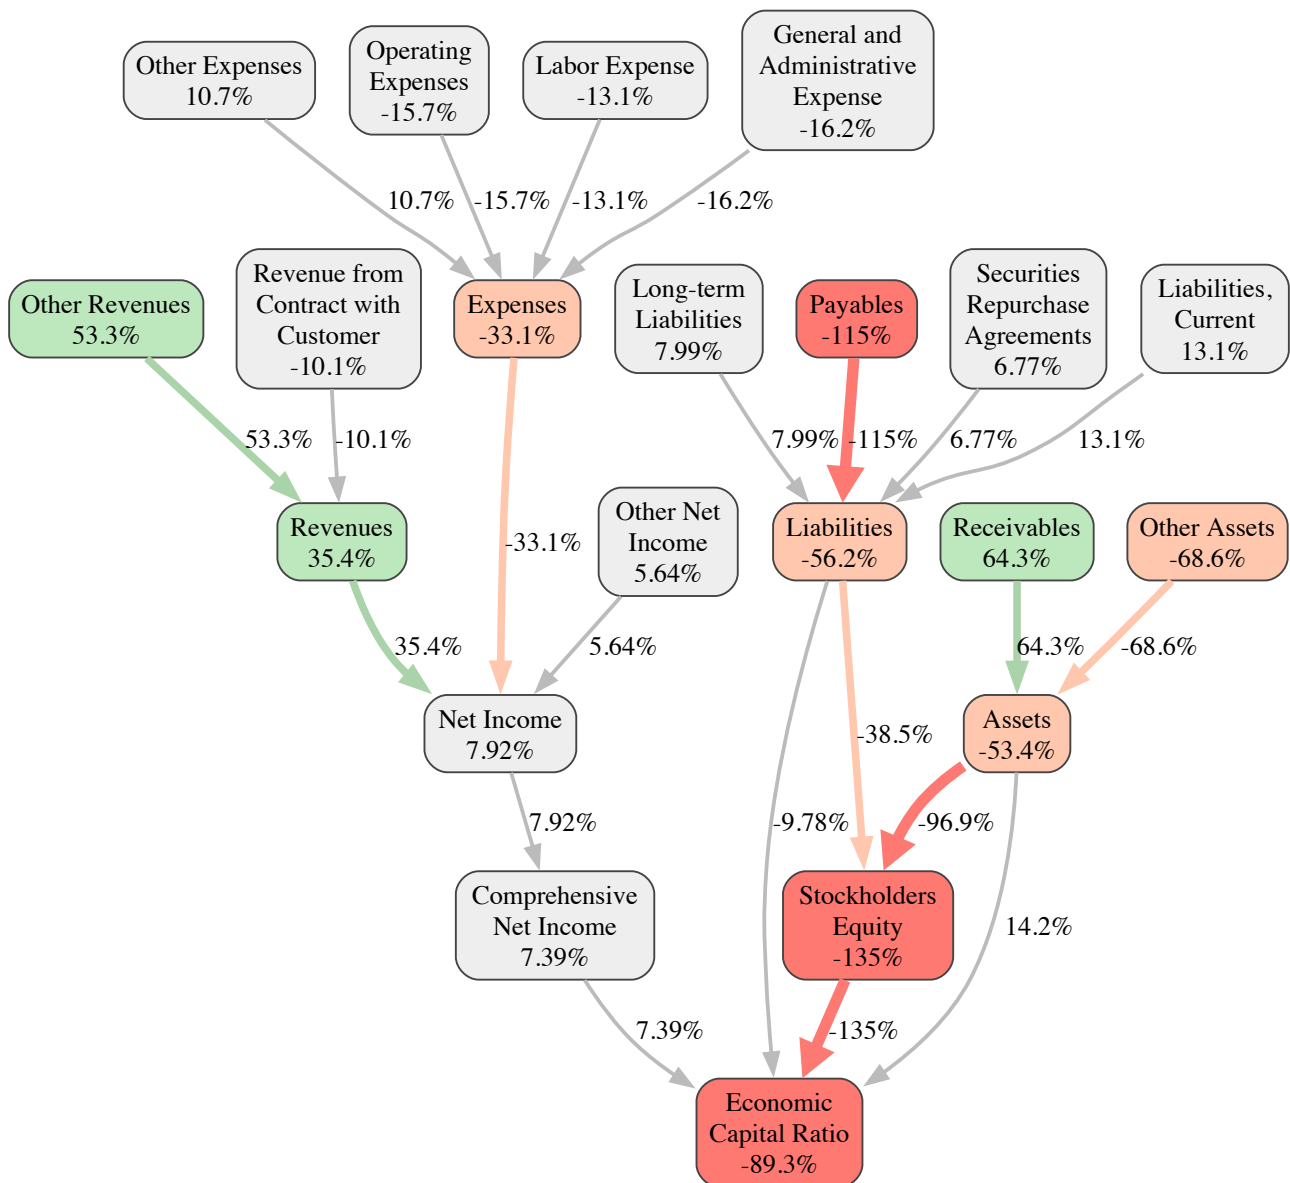 Other Expenses
10.7%
Operating
Expenses
-15.7%
Labor Expense
-13.1%
General and
Administrative
Expense
-16.2%
10.7%
-15.7%
-13.1%
-16.2%
Other Revenues
53.3%
Revenue from
Contract with
Customer
-10.1%
Expenses
-33.1%
Long-term
Liabilities
7.99%
Payables
-115%
Securities
Repurchase
Agreements
6.77%
Liabilities,
Current
13.1%
53.3%
-10.1%
7.99%
-115%
6.77%
13.1%
Revenues
35.4%
-33.1%
Other Net
Income
5.64%
Liabilities
-56.2%
Receivables
64.3%
Other Assets
-68.6%
35.4%
5.64%
64.3%
-68.6%
Net Income
7.92%
-38.5%
Assets
-53.4%
7.92%
-9.78%
-96.9%
Comprehensive
Net Income
7.39%
Stockholders
Equity
-135%
14.2%
7.39%
-135%
Economic
Capital Ratio
-89.3%